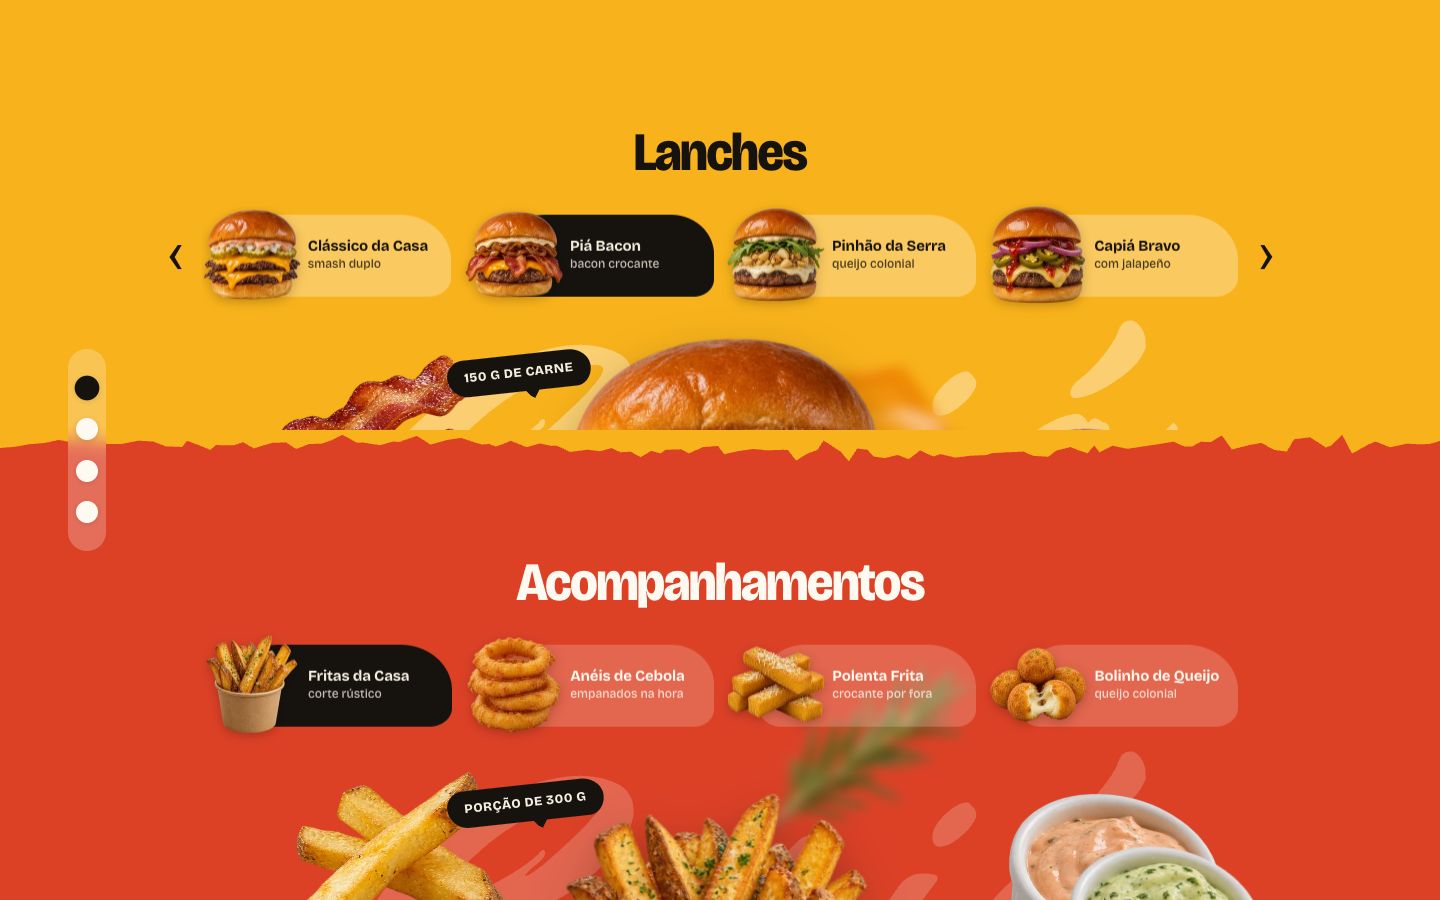 Lanches
Clássico da Casa
smash duplo
Piá Bacon
bacon crocante
Pinhão da Serra
queijo colonial
Capiá Bravo
com jalapeño
150 G DE CARNE
Acompanhamentos
Fritas da Casa
corte rústico
Anéis de Cebola
empanados na hora
Polenta Frita
crocante por fora
Bolinho de Queijo
queijo colonial
PORÇÃO DE 300 G